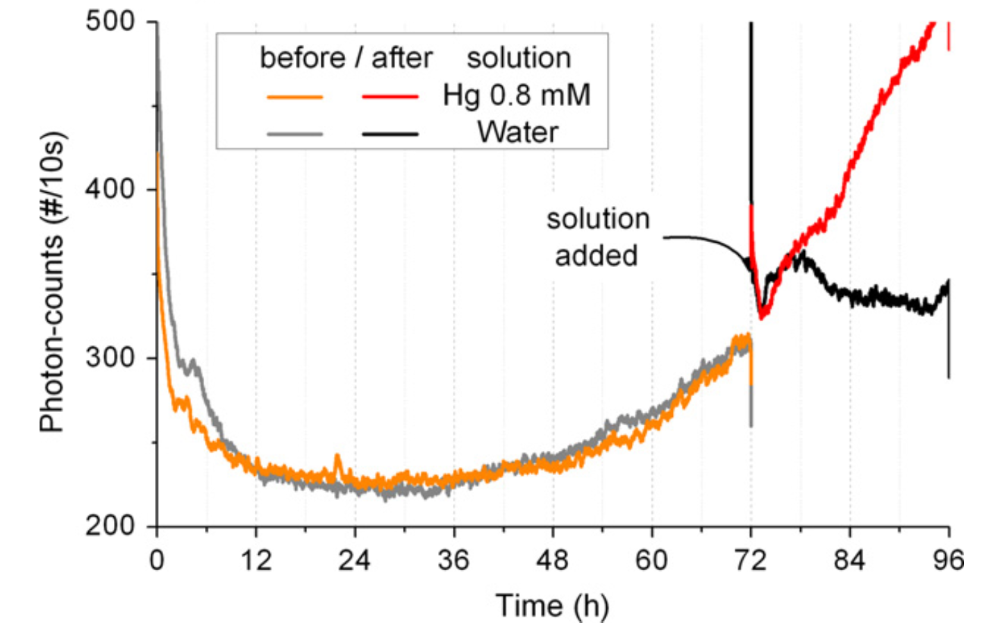 500
400
300
200
Photon-counts (#/10s)
before / after solution
Hg 0.8 mM
Water
solution
added
0 12 24 36 48 60 72 84 96
Time (h)